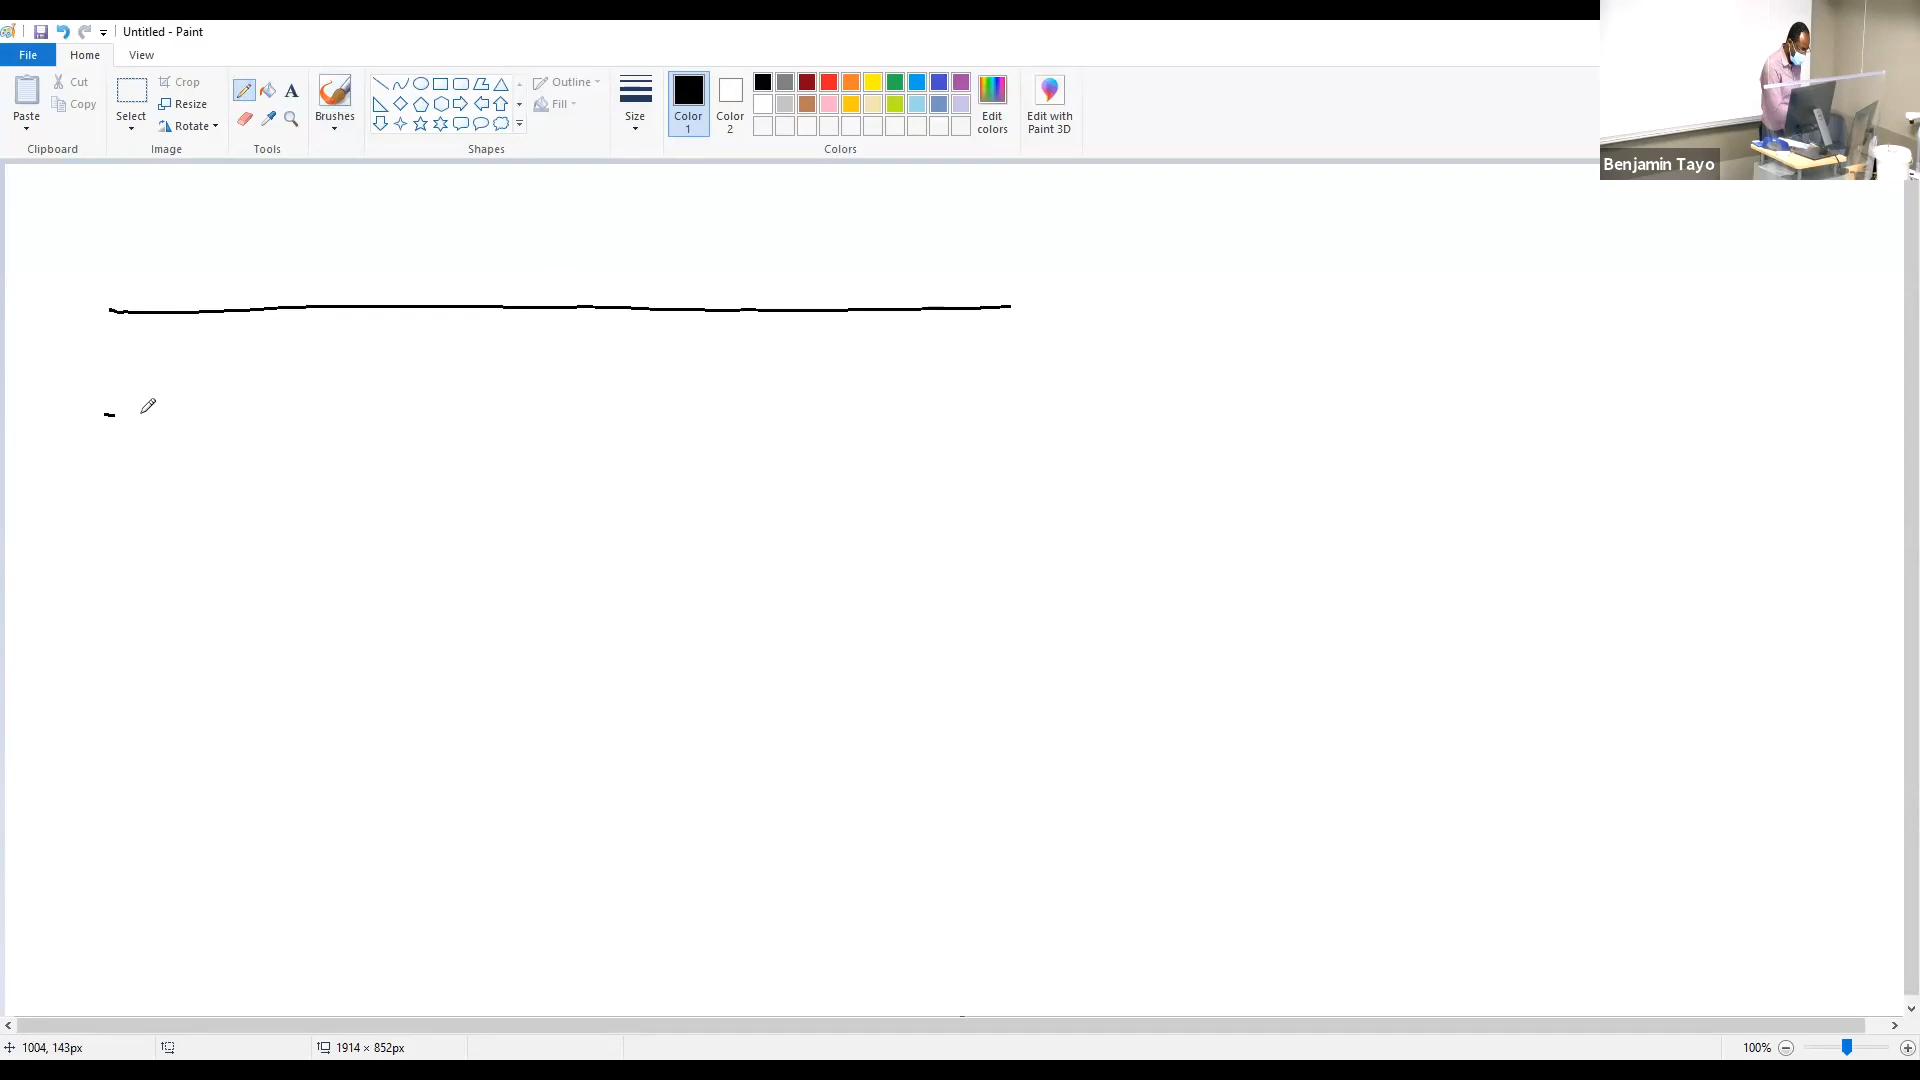 Untitled - Paint
File Home View
Paste
Cut
Copy
Clipboard
Select
Crop
Resize
Rotate
Image
A
Tools
Brushes
Outline
Fill
Shapes
Size
Color 1
Color 2
Edit colors
Colors
Edit with Paint 3D
Benjamin Tayo
1004, 143px
1914 × 852px
100%